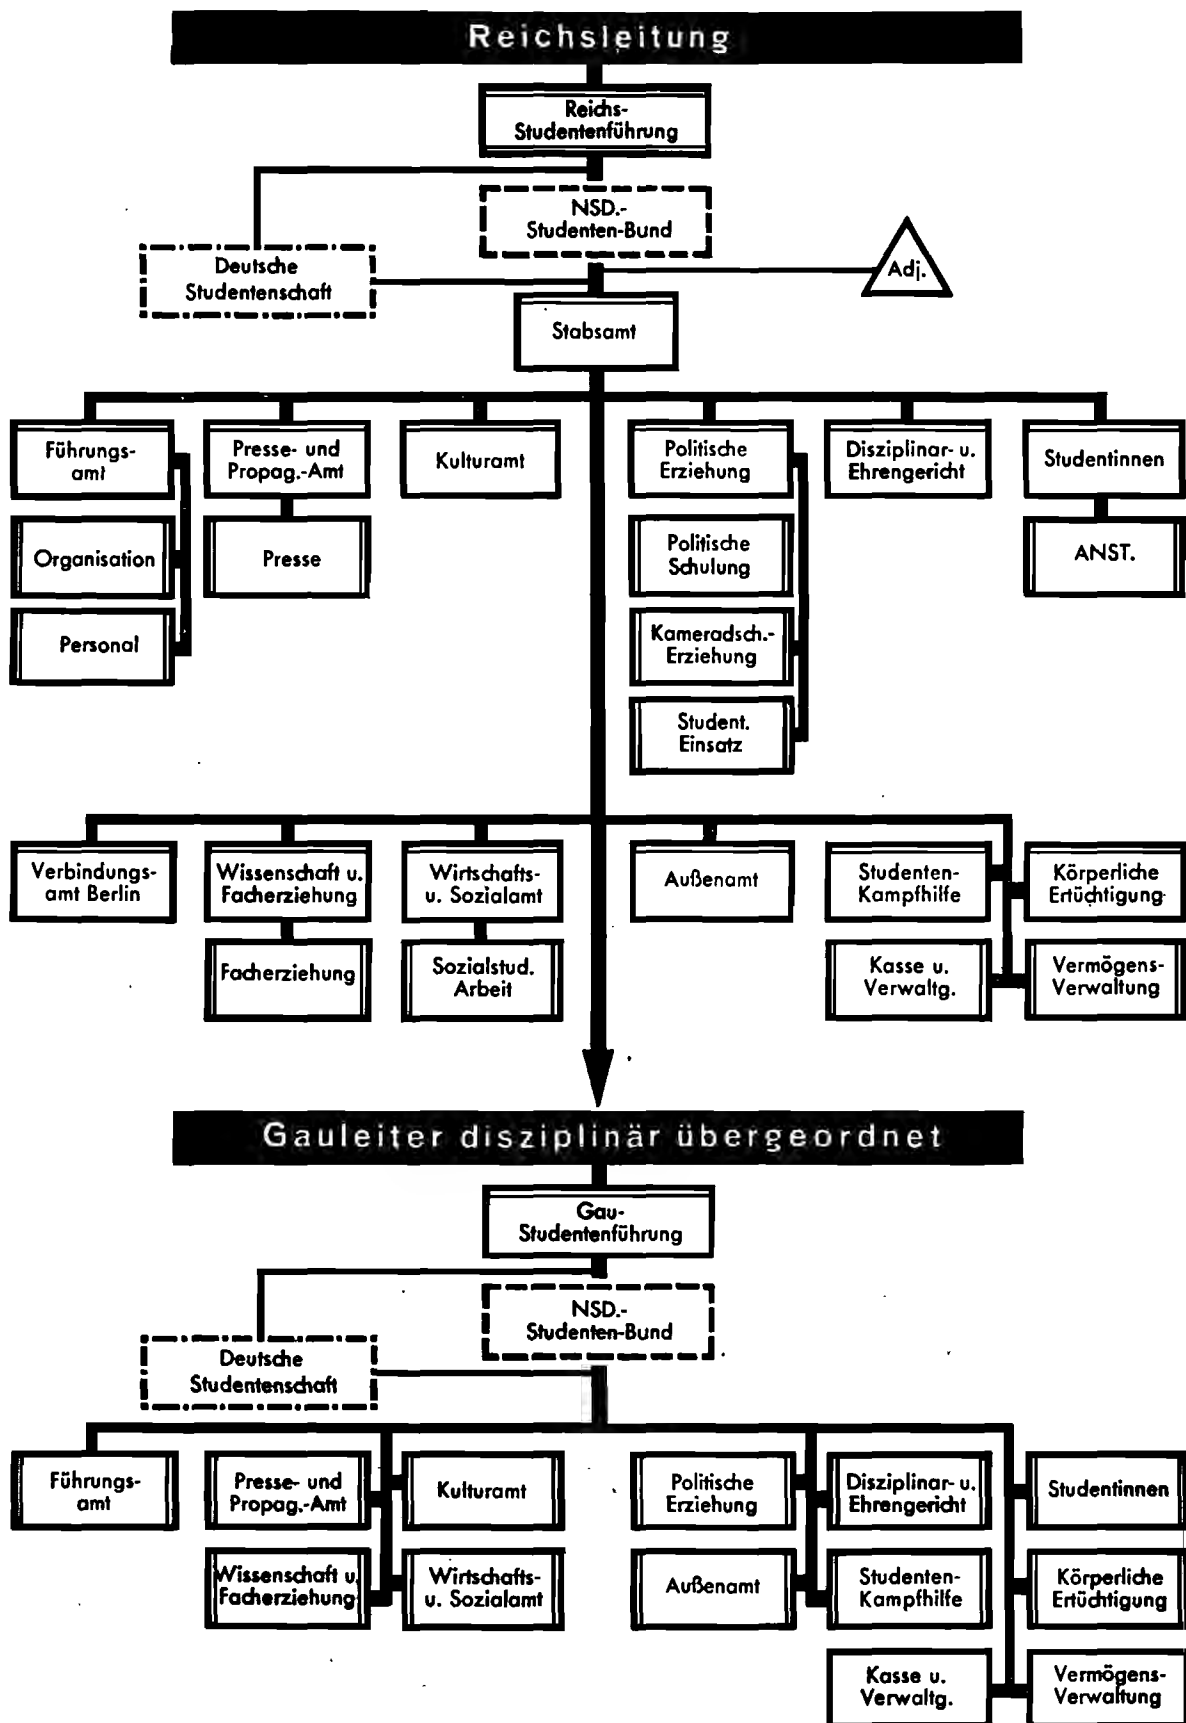 Reichsleitung
Reichs-
Studentenführung
NSD.-
Studenten-Bund
Deutsche
Studentenschaft
Adj.
Stabsamt
Führungs-
amt
Presse- und
Propag.-Amt
Kulturamt
Politische
Erziehung
Disziplinar- u.
Ehrengericht
Studentinnen
Organisation
Presse
Politische
Schulung
ANST.
Personal
Kameradsch.-
Erziehung
Student.
Einsatz
Verbindungs-
amt Berlin
Wissenschaft u.
Facherziehung
Wirtschafts-
u. Sozialamt
Außenamt
Studenten-
Kampfhilfe
Körperliche
Ertüchtigung
Facherziehung
Sozialstud.
Arbeit
Kasse u.
Verwaltg.
Vermögens-
Verwaltung
Gauleiter disziplinär übergeordnet
Gau-
Studentenführung
NSD.-
Studenten-Bund
Deutsche
Studentenschaft
Führungs-
amt
Presse- und
Propag.-Amt
Kulturamt
Politische
Erziehung
Disziplinar- u.
Ehrengericht
Studentinnen
Wissenschaft u.
Facherziehung
Wirtschafts-
u. Sozialamt
Außenamt
Studenten-
Kampfhilfe
Körperliche
Ertüchtigung
Kasse u.
Verwaltg.
Vermögens-
Verwaltung